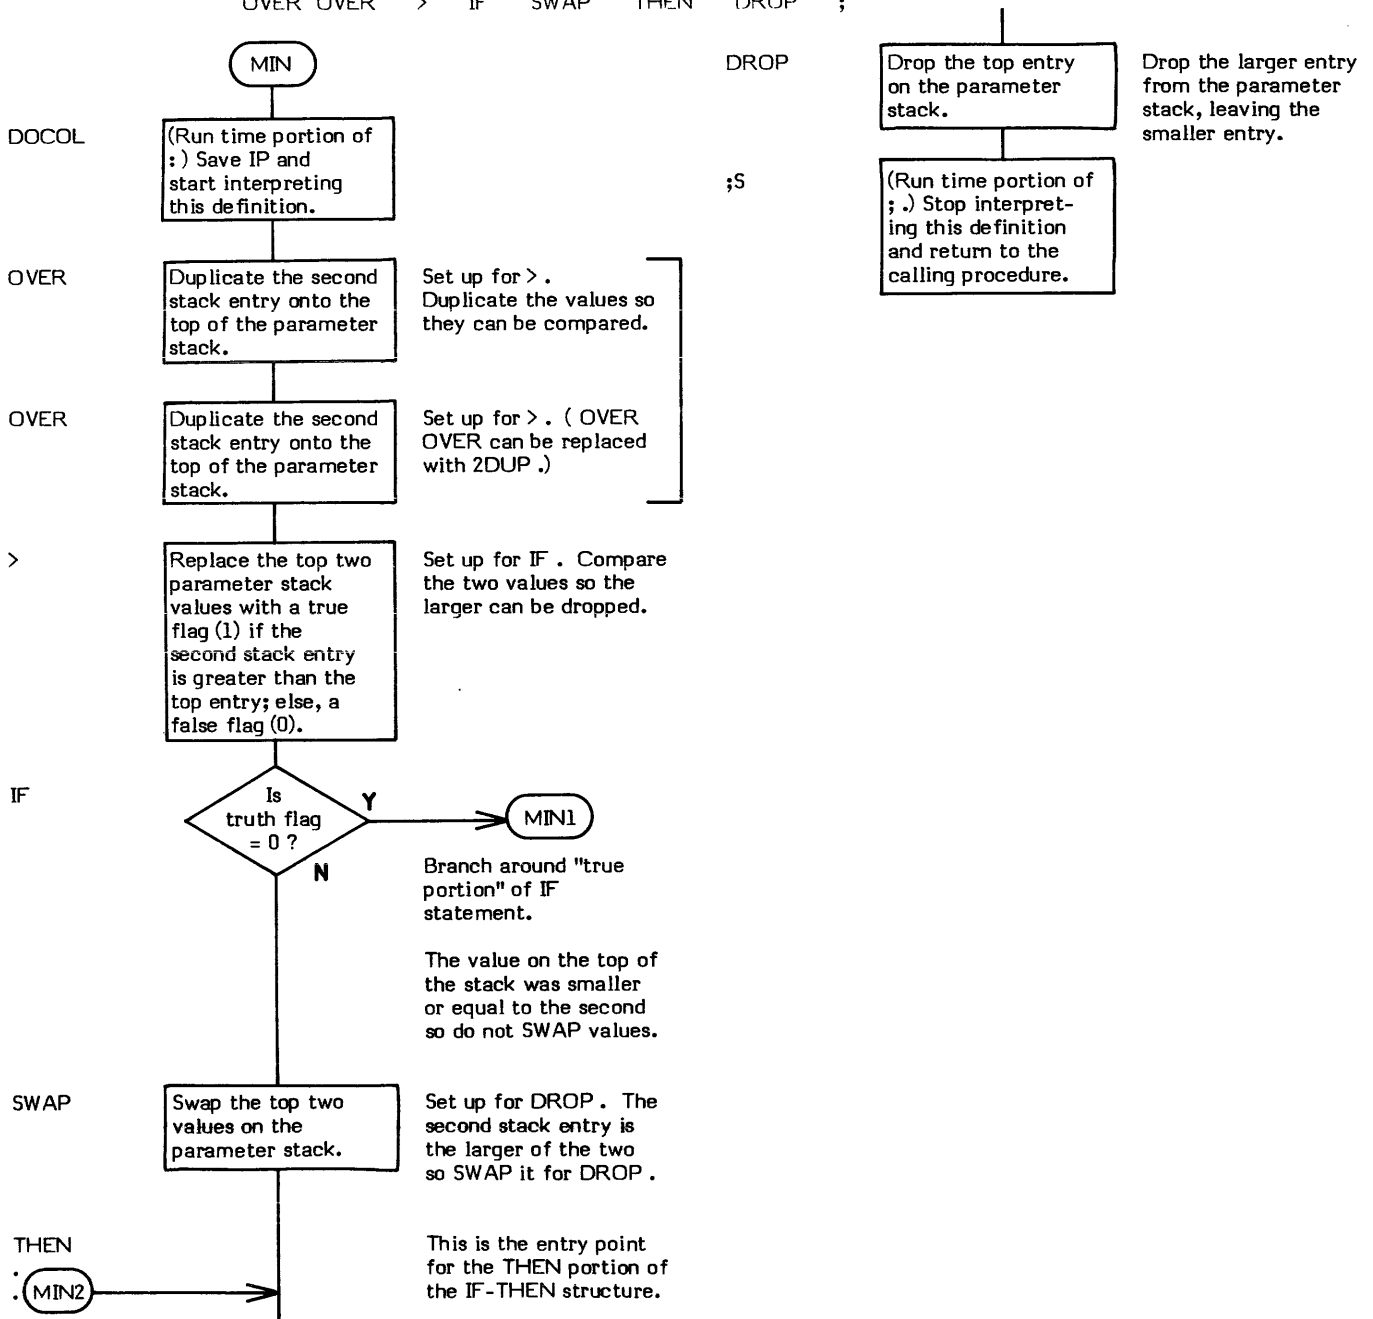 OVER OVER > IF SWAP THEN DROP ;
MIN
DOCOL
(Run time portion of
: ) Save IP and
start interpreting
this definition.
OVER
Duplicate the second
stack entry onto the
top of the parameter
stack.
Set up for > .
Duplicate the values so
they can be compared.
OVER
Duplicate the second
stack entry onto the
top of the parameter
stack.
Set up for > . ( OVER
OVER can be replaced
with 2DUP .)
>
Replace the top two
parameter stack
values with a true
flag (1) if the
second stack entry
is greater than the
top entry; else, a
false flag (0).
Set up for IF . Compare
the two values so the
larger can be dropped.
IF
Is
truth flag
= 0 ?
Y
MIN1
N
Branch around "true
portion" of IF
statement.
The value on the top of
the stack was smaller
or equal to the second
so do not SWAP values.
SWAP
Swap the top two
values on the
parameter stack.
Set up for DROP . The
second stack entry is
the larger of the two
so SWAP it for DROP .
THEN
:
MIN2
This is the entry point
for the THEN portion of
the IF-THEN structure.
DROP
Drop the top entry
on the parameter
stack.
Drop the larger entry
from the parameter
stack, leaving the
smaller entry.
;S
(Run time portion of
; .) Stop interpret-
ing this definition
and return to the
calling procedure.